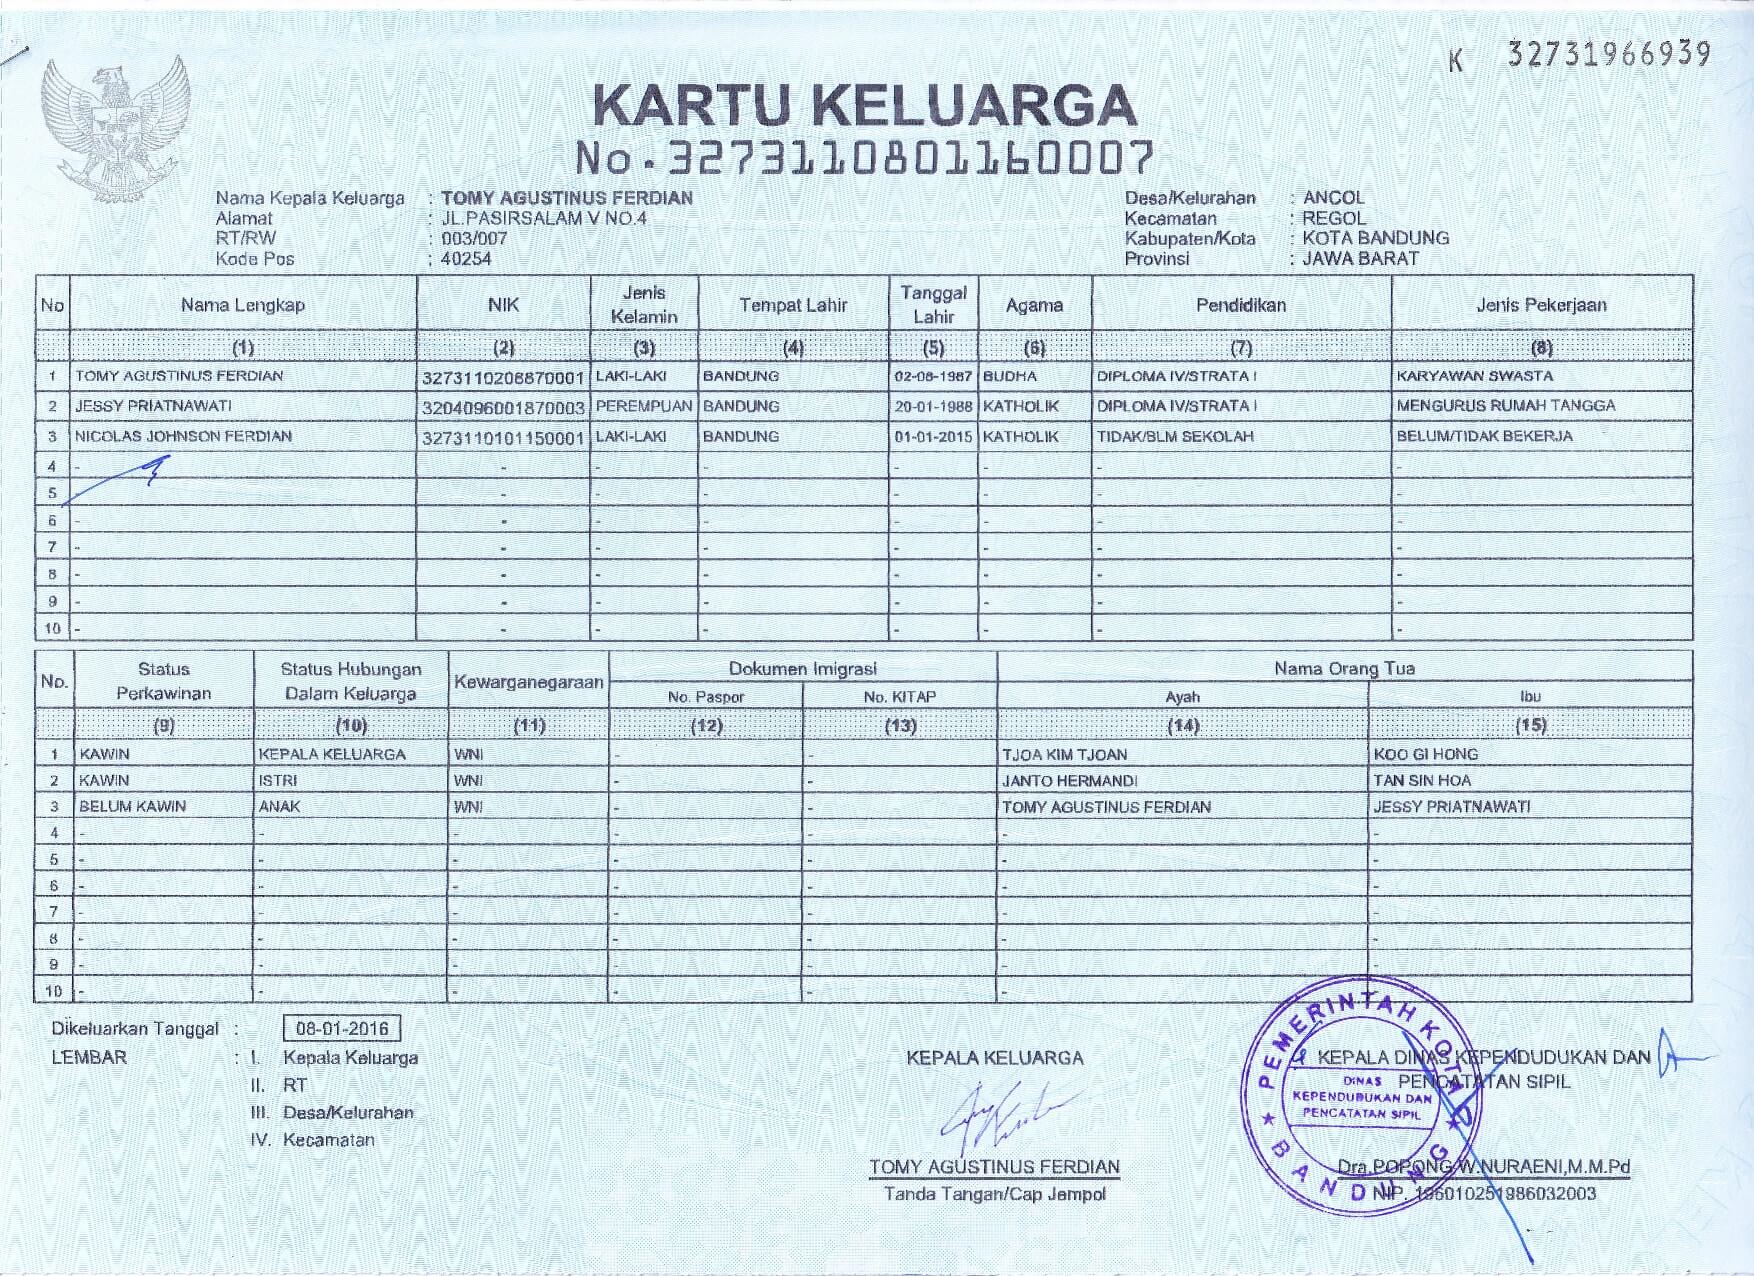 K 32731966939
KARTU KELUARGA
No. 3273110801160007
Nama Kepala Keluarga : TOMY AGUSTINUS FERDIAN
Alamat : JL.PASIRSALAM V NO.4
RT/RW : 003/007
Kode Pos : 40254
Desa/Kelurahan : ANCOL
Kecamatan : REGOL
Kabupaten/Kota : KOTA BANDUNG
Provinsi : JAWA BARAT
No Nama Lengkap NIK Jenis Kelamin Tempat Lahir Tanggal Lahir Agama Pendidikan Jenis Pekerjaan
(1) (2) (3) (4) (5) (6) (7) (8)
1 TOMY AGUSTINUS FERDIAN 3273110208870001 LAKI-LAKI BANDUNG 02-08-1987 BUDHA DIPLOMA IV/STRATA I KARYAWAN SWASTA
2 JESSY PRIATNAWATI 3204096001870003 PEREMPUAN BANDUNG 20-01-1988 KATHOLIK DIPLOMA IV/STRATA I MENGURUS RUMAH TANGGA
3 NICOLAS JOHNSON FERDIAN 3273110101150001 LAKI-LAKI BANDUNG 01-01-2015 KATHOLIK TIDAK/BLM SEKOLAH BELUM/TIDAK BEKERJA
4 - - - - - - - -
5 - - - - - - - -
6 - - - - - - - -
7 - - - - - - - -
8 - - - - - - - -
9 - - - - - - - -
10 - - - - - - - -
No. Status Perkawinan Status Hubungan Dalam Keluarga Kewarganegaraan Dokumen Imigrasi Nama Orang Tua
No. Paspor No. KITAP Ayah Ibu
(9) (10) (11) (12) (13) (14) (15)
1 KAWIN KEPALA KELUARGA WNI - - TJOA KIM TJOAN KOO GI HONG
2 KAWIN ISTRI WNI - - JANTO HERMANDI TAN SIN HOA
3 BELUM KAWIN ANAK WNI - - TOMY AGUSTINUS FERDIAN JESSY PRIATNAWATI
4 - - - - - - -
5 - - - - - - -
6 - - - - - - -
7 - - - - - - -
8 - - - - - - -
9 - - - - - - -
10 - - - - - - -
Dikeluarkan Tanggal : 08-01-2016
LEMBAR : I. Kepala Keluarga
II. RT
III. Desa/Kelurahan
IV. Kecamatan
KEPALA KELUARGA
TOMY AGUSTINUS FERDIAN
Tanda Tangan/Cap Jempol
KEPALA DINAS KEPENDUDUKAN DAN
PENCATATAN SIPIL
Dra.POPONG W.NURAENI,M.M.Pd
NIP. 196010251986032003
PEMERINTAH KOTA
DINAS
KEPENDUDUKAN DAN
PENCATATAN SIPIL
BANDUNG